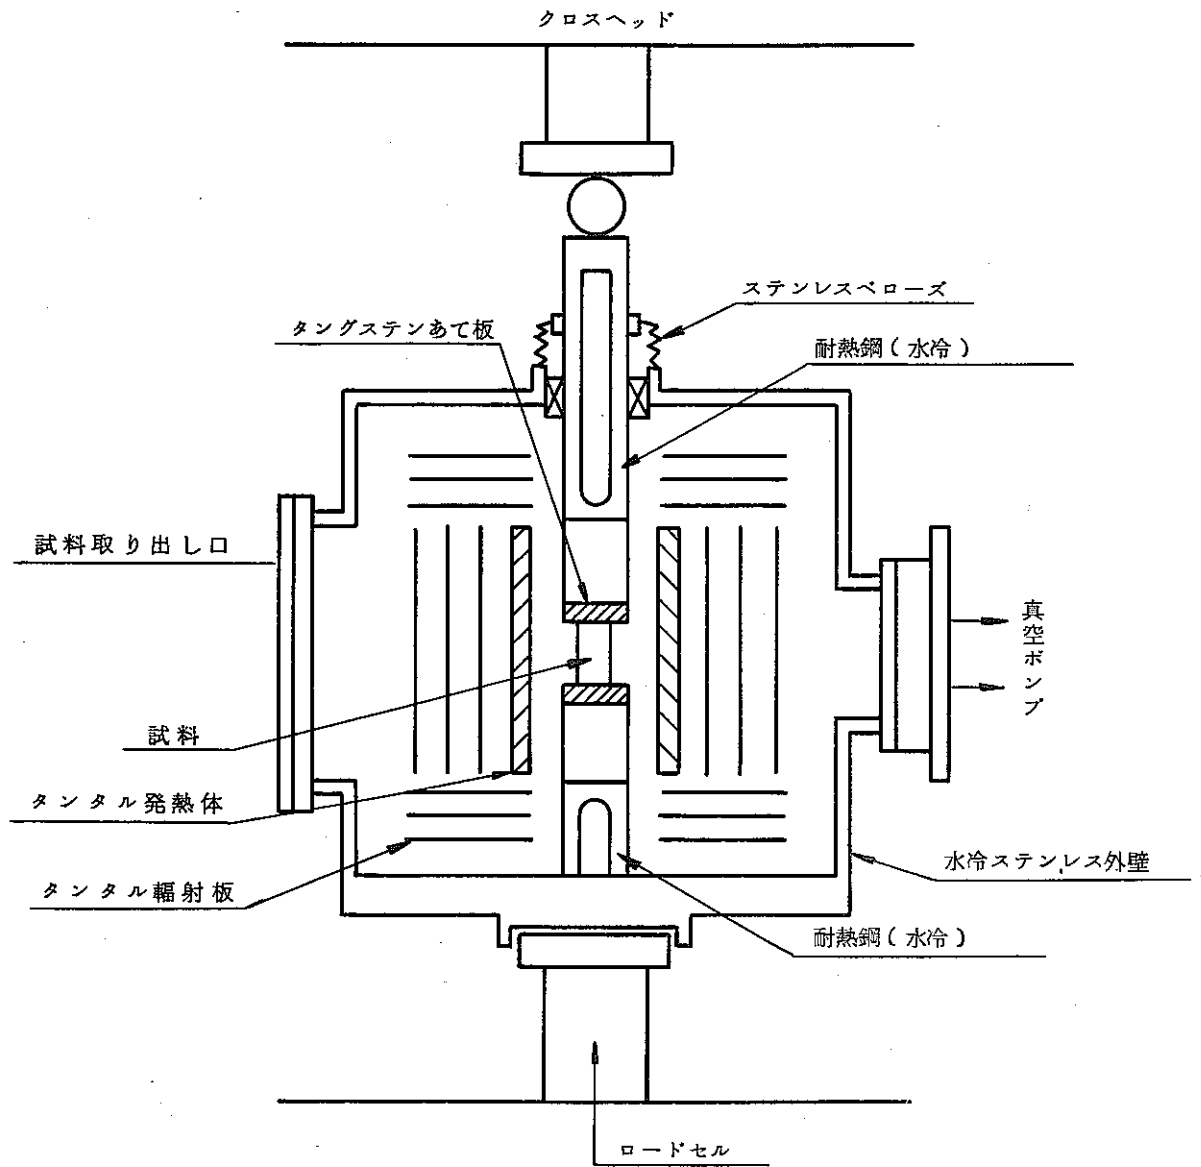 クロスヘッド
ステンスベローズ
タングステンあて板
耐熱鋼(水冷)
試料取り出し口
真空ポンプ
試料
タンタル発熱体
水冷ステンレス外壁
タンタル輻射板
耐熱鋼(水冷)
ロードセル